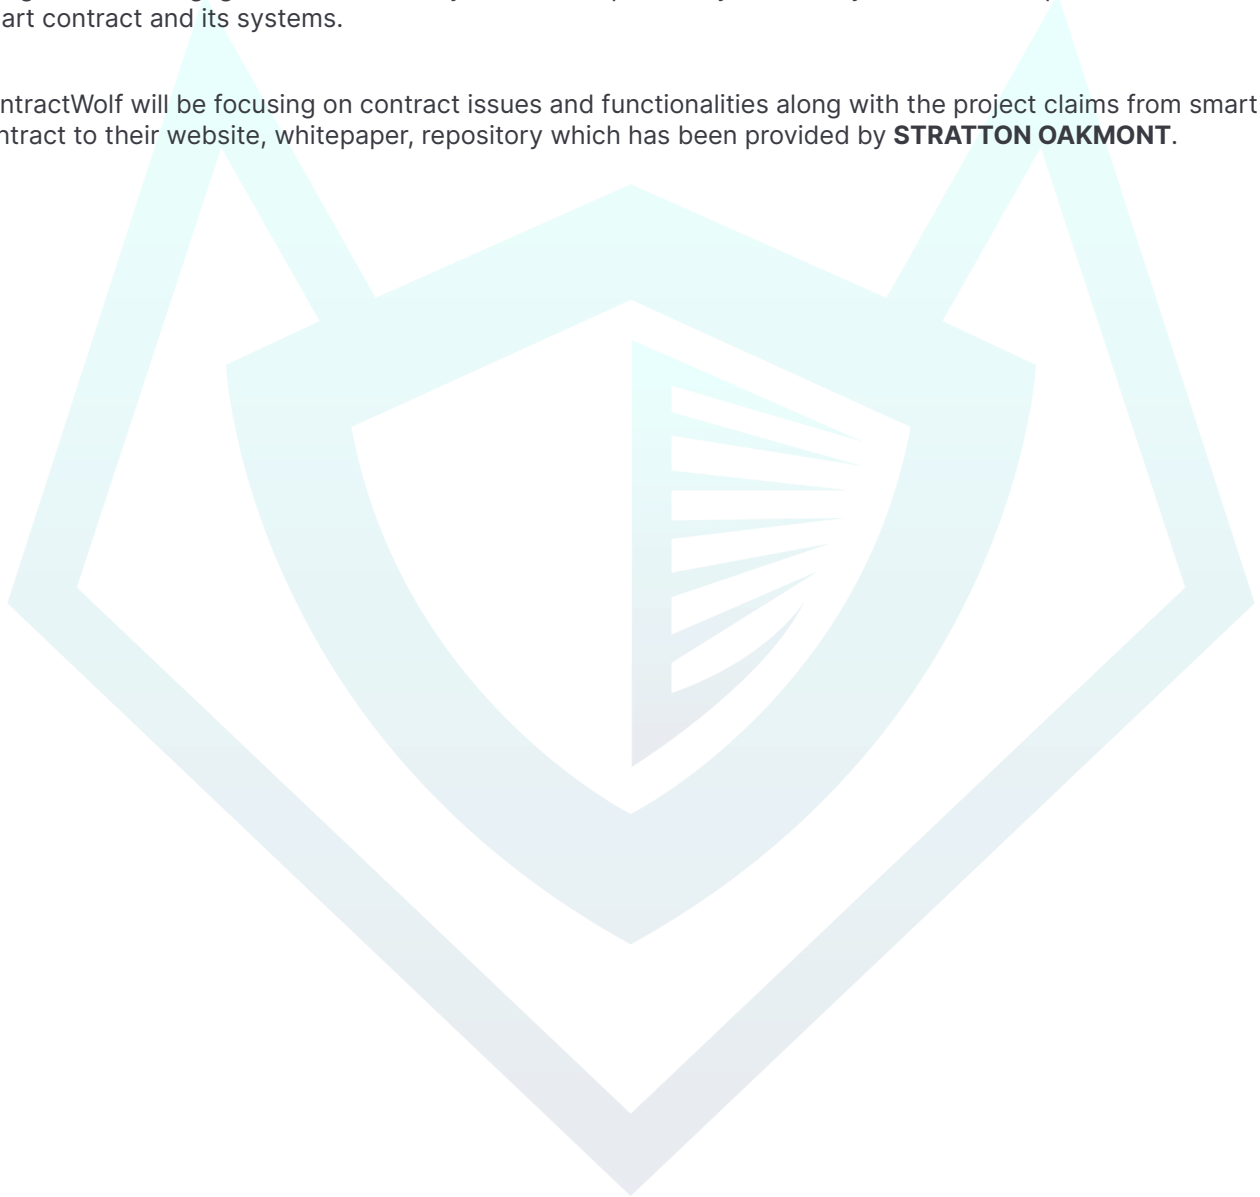 art contract and its systems.
ntractWolf will be focusing on contract issues and functionalities along with the project claims from smart
ntract to their website, whitepaper, repository which has been provided by STRATTON OAKMONT.